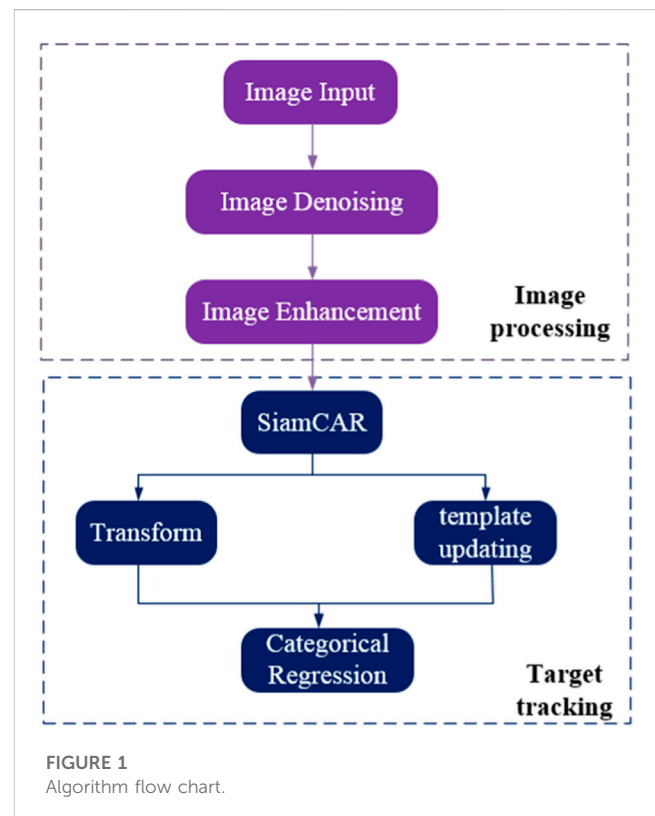 Image Input
Image Denoising
Image Enhancement
Image
processing
SiamCAR
Transform
template
updating
Categorical
Regression
Target
tracking
FIGURE 1
Algorithm flow chart.